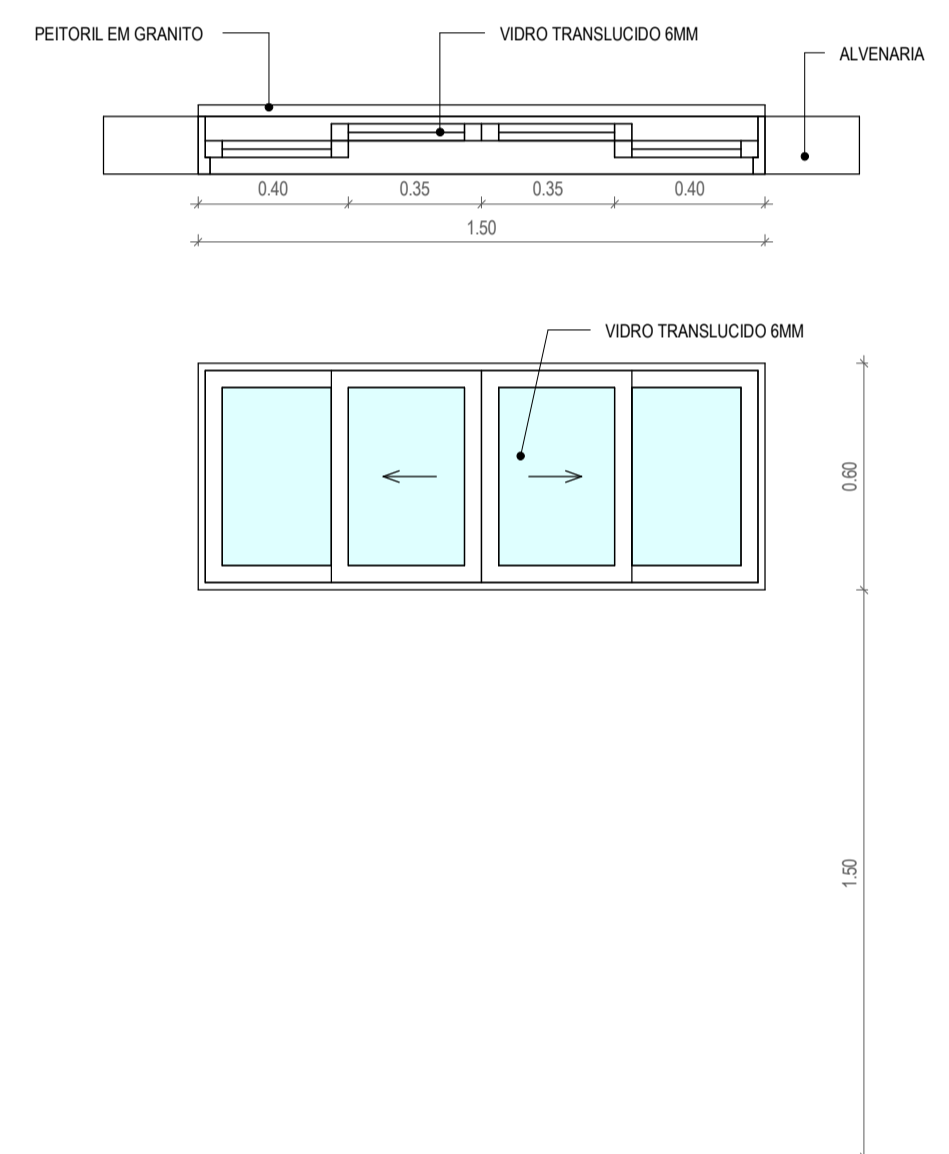 PEITORIL EM GRANITO
VIDRO TRANSLUCIDO 6MM
ALVENARIA
0.40
0.35
0.35
0.40
1.50
VIDRO TRANSLUCIDO 6MM
0.60
1.50